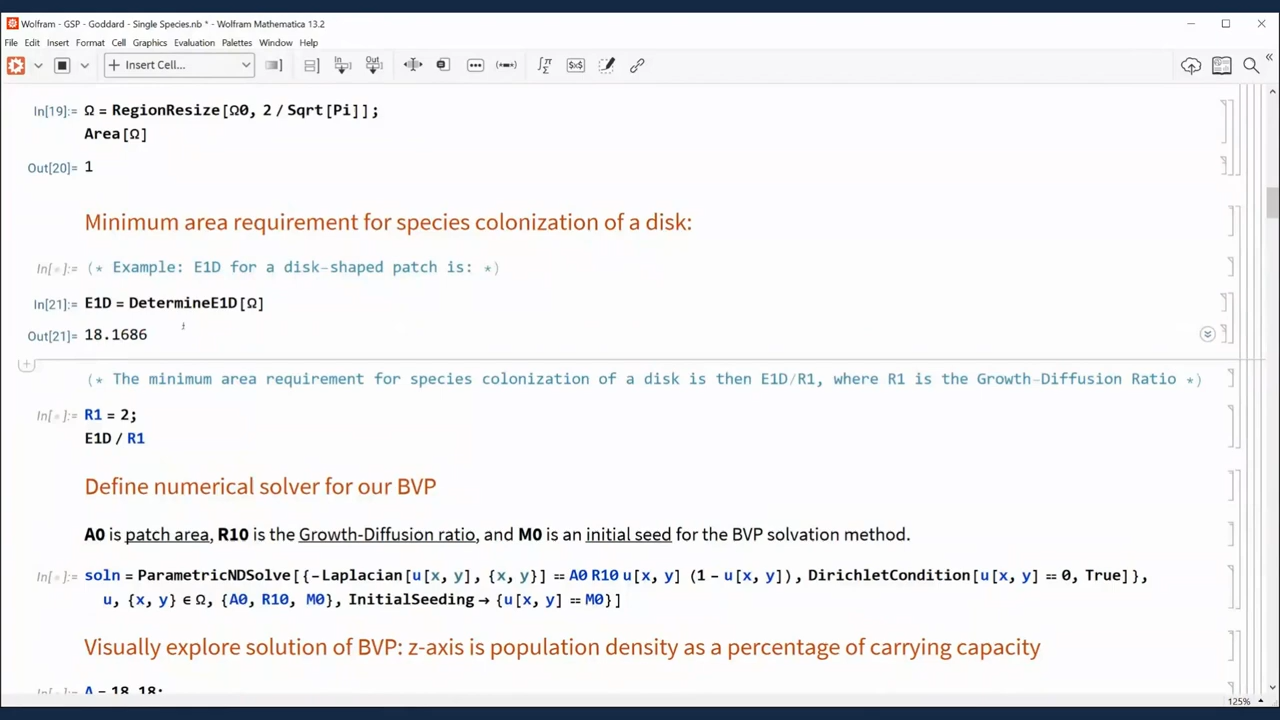 Wolfram - GSP - Goddard - Single Species.nb * - Wolfram Mathematica 13.2
File Edit Insert Format Cell Graphics Evaluation Palettes Window Help
Insert Cell...
In[19]:= Ω = RegionResize[Ω0, 2 / Sqrt[Pi]];
Area[Ω]
Out[20]= 1
Minimum area requirement for species colonization of a disk:
In[◦]:= (* Example: E1D for a disk-shaped patch is: *)
In[21]:= E1D = DetermineE1D[Ω]
Out[21]= 18.1686
(* The minimum area requirement for species colonization of a disk is then E1D/R1, where R1 is the Growth-Diffusion Ratio *)
In[◦]:= R1 = 2;
E1D / R1
Define numerical solver for our BVP
A0 is patch area, R10 is the Growth-Diffusion ratio, and M0 is an initial seed for the BVP solvation method.
In[◦]:= soln = ParametricNDSolve[{-Laplacian[u[x, y], {x, y}] == A0 R10 u[x, y] (1 - u[x, y]), DirichletCondition[u[x, y] == 0, True]},
u, {x, y} ∈ Ω, {A0, R10, M0}, InitialSeeding → {u[x, y] == M0}]
Visually explore solution of BVP: z-axis is population density as a percentage of carrying capacity
A = 18.18;
125%